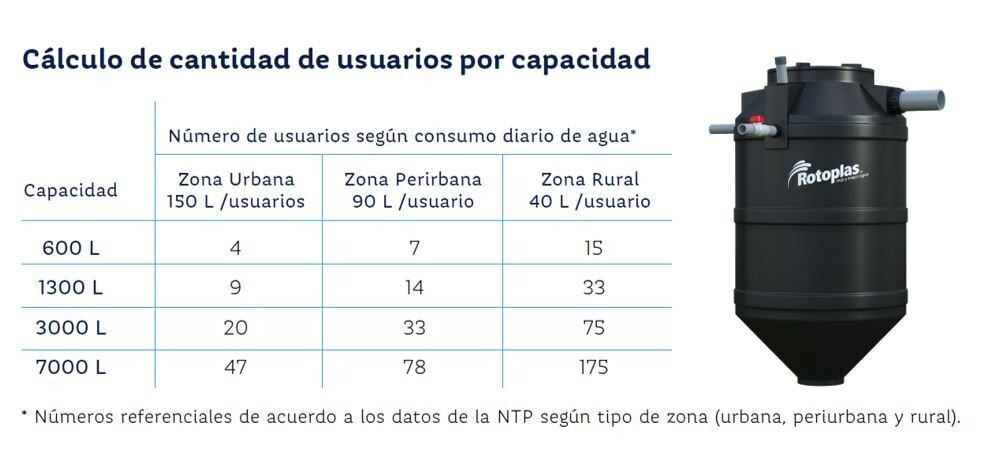 Cálculo de cantidad de usuarios por capacidad
Número de usuarios según consumo diario de agua*
Capacidad
Zona Urbana
150 L /usuarios
Zona Perirbana
90 L /usuario
Zona Rural
40 L /usuario
600 L 4 7 15
1300 L 9 14 33
3000 L 20 33 75
7000 L 47 78 175
* Números referenciales de acuerdo a los datos de la NTP según tipo de zona (urbana, periurbana y rural).
Rotoplas
más y mejor agua